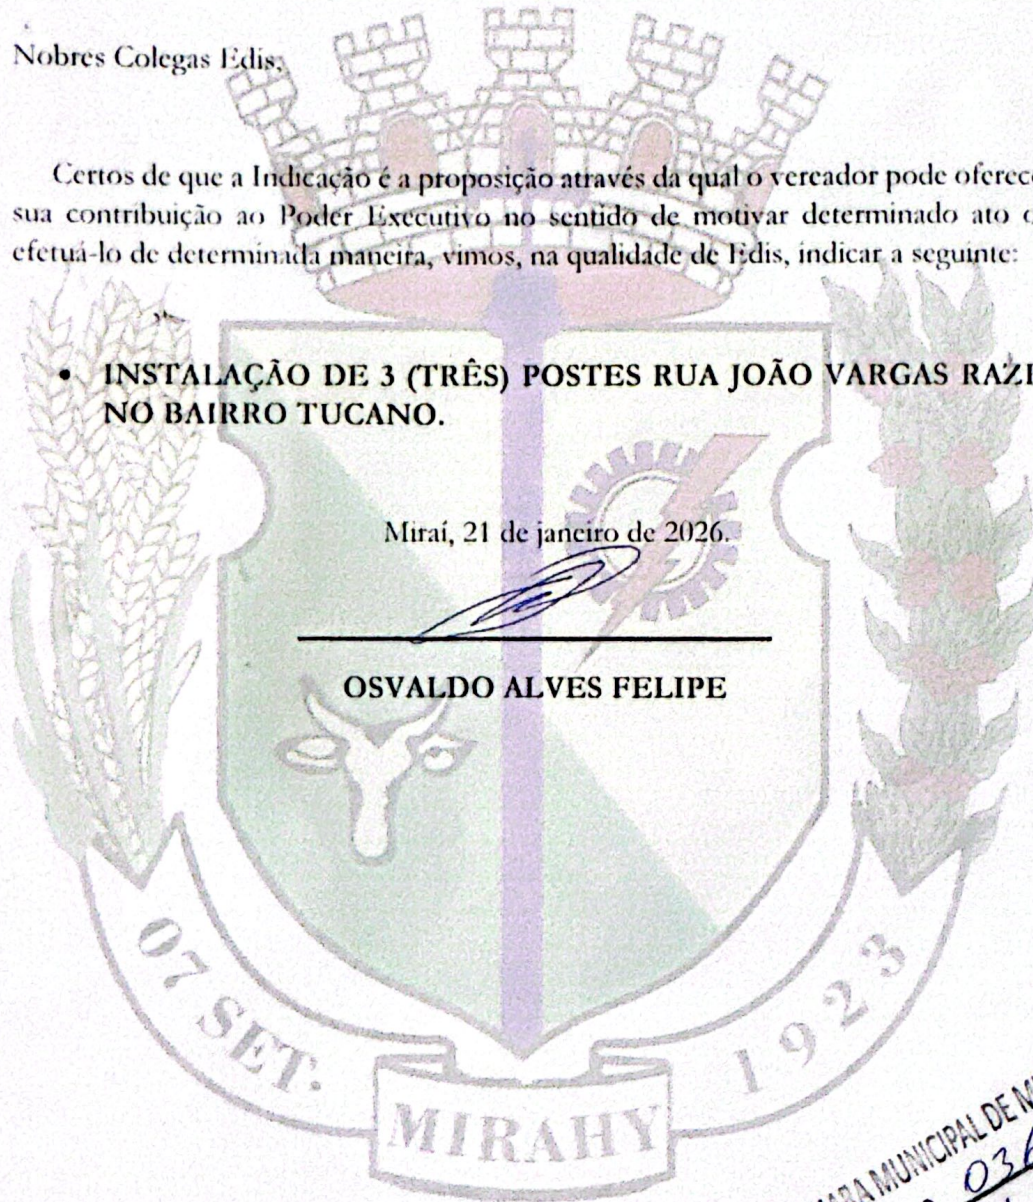 Nobres Colegas Edis,
Certos de que a Indicação é a proposição através da qual o vereador pode oferec
sua contribuição ao Poder Executivo no sentido de motivar determinado ato
efetuá-lo de determinada maneira, vimos, na qualidade de Edis, indicar a seguinte:
• INSTALAÇÃO DE 3 (TRÊS) POSTES RUA JOÃO VARGAS
NO BAIRRO TUCANO.
Miraí, 21 de janeiro de 2026.
OSVALDO ALVES FELIPE
07 SET. 1923
MIRAHY
MUNICIPAL DE
036